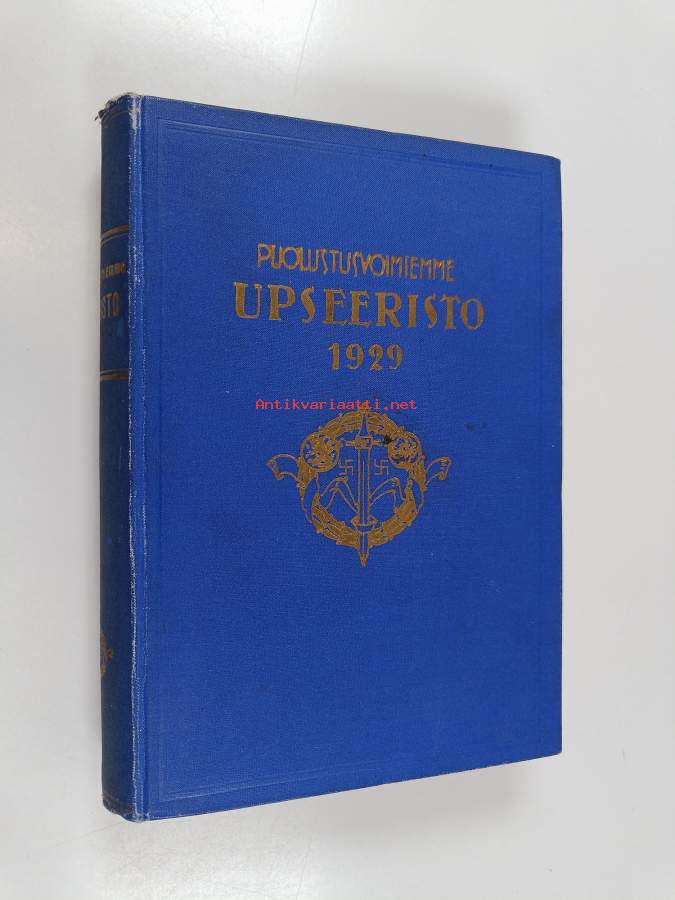 PUOLUSTUSVOIMIEMME
UPSEERISTO
1929
Antikvariaatti.net